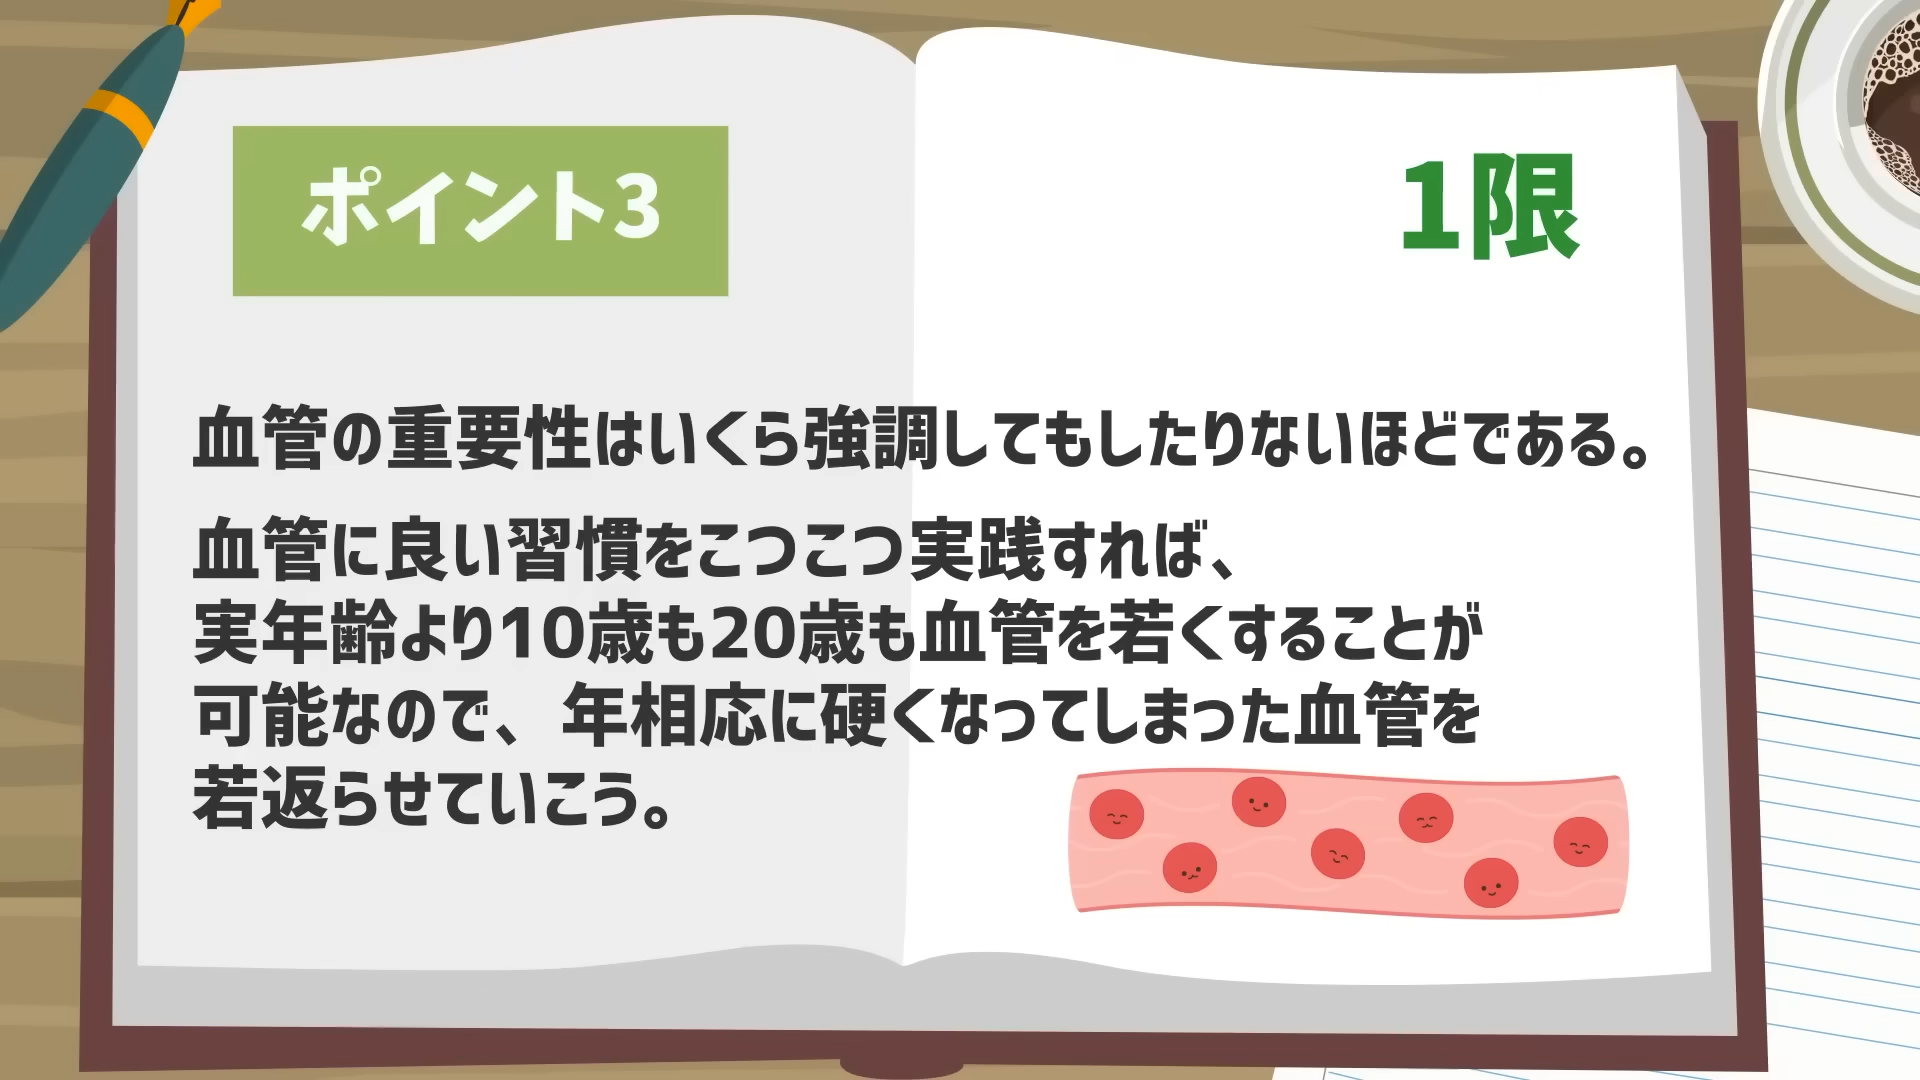 ポイント3
1限
血管の重要性はいくら強調してもしたりないほどである。
血管に良い習慣をこつこつ実践すれば、
実年齢より10歳も20歳も血管を若くすることが
可能なので、年相応に硬くなってしまった血管を
若返らせていこう。